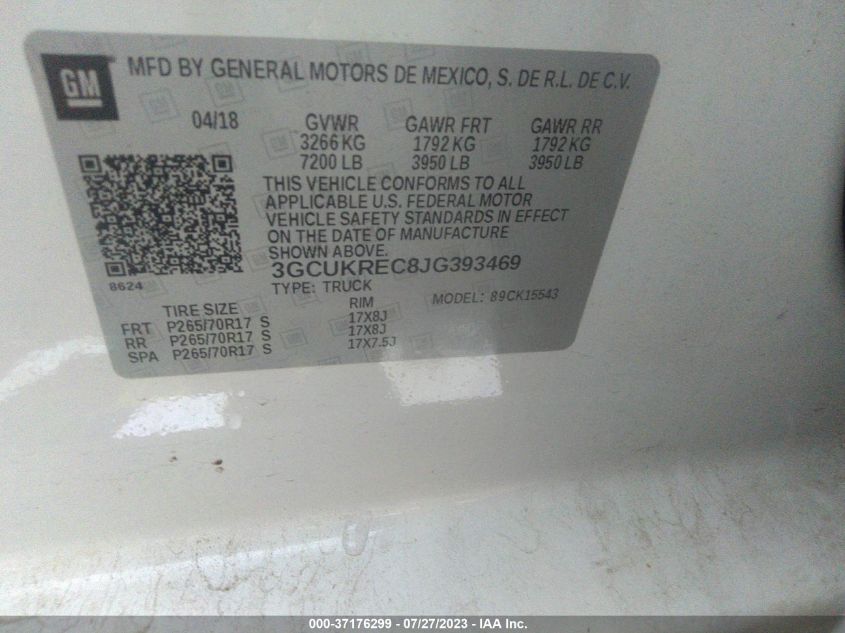 GM
MFD BY GENERAL MOTORS DE MEXICO, S. DE R.L. DE C.V.
04/18 GVWR GAWR FRT GAWR RR
3266 KG 1792 KG 1792 KG
7200 LB 3950 LB 3950 LB
THIS VEHICLE CONFORMS TO ALL
APPLICABLE U.S. FEDERAL MOTOR
VEHICLE SAFETY STANDARDS IN EFFECT
ON THE DATE OF MANUFACTURE
SHOWN ABOVE.
3GCUKREC8JG393469
8624 TYPE: TRUCK MODEL: 89CK15543
TIRE SIZE RIM
FRT P265/70R17 S 17X8J
RR P265/70R17 S 17X8J
SPA P265/70R17 S 17X7.5J
000-37176299 - 07/27/2023 - IAA Inc.